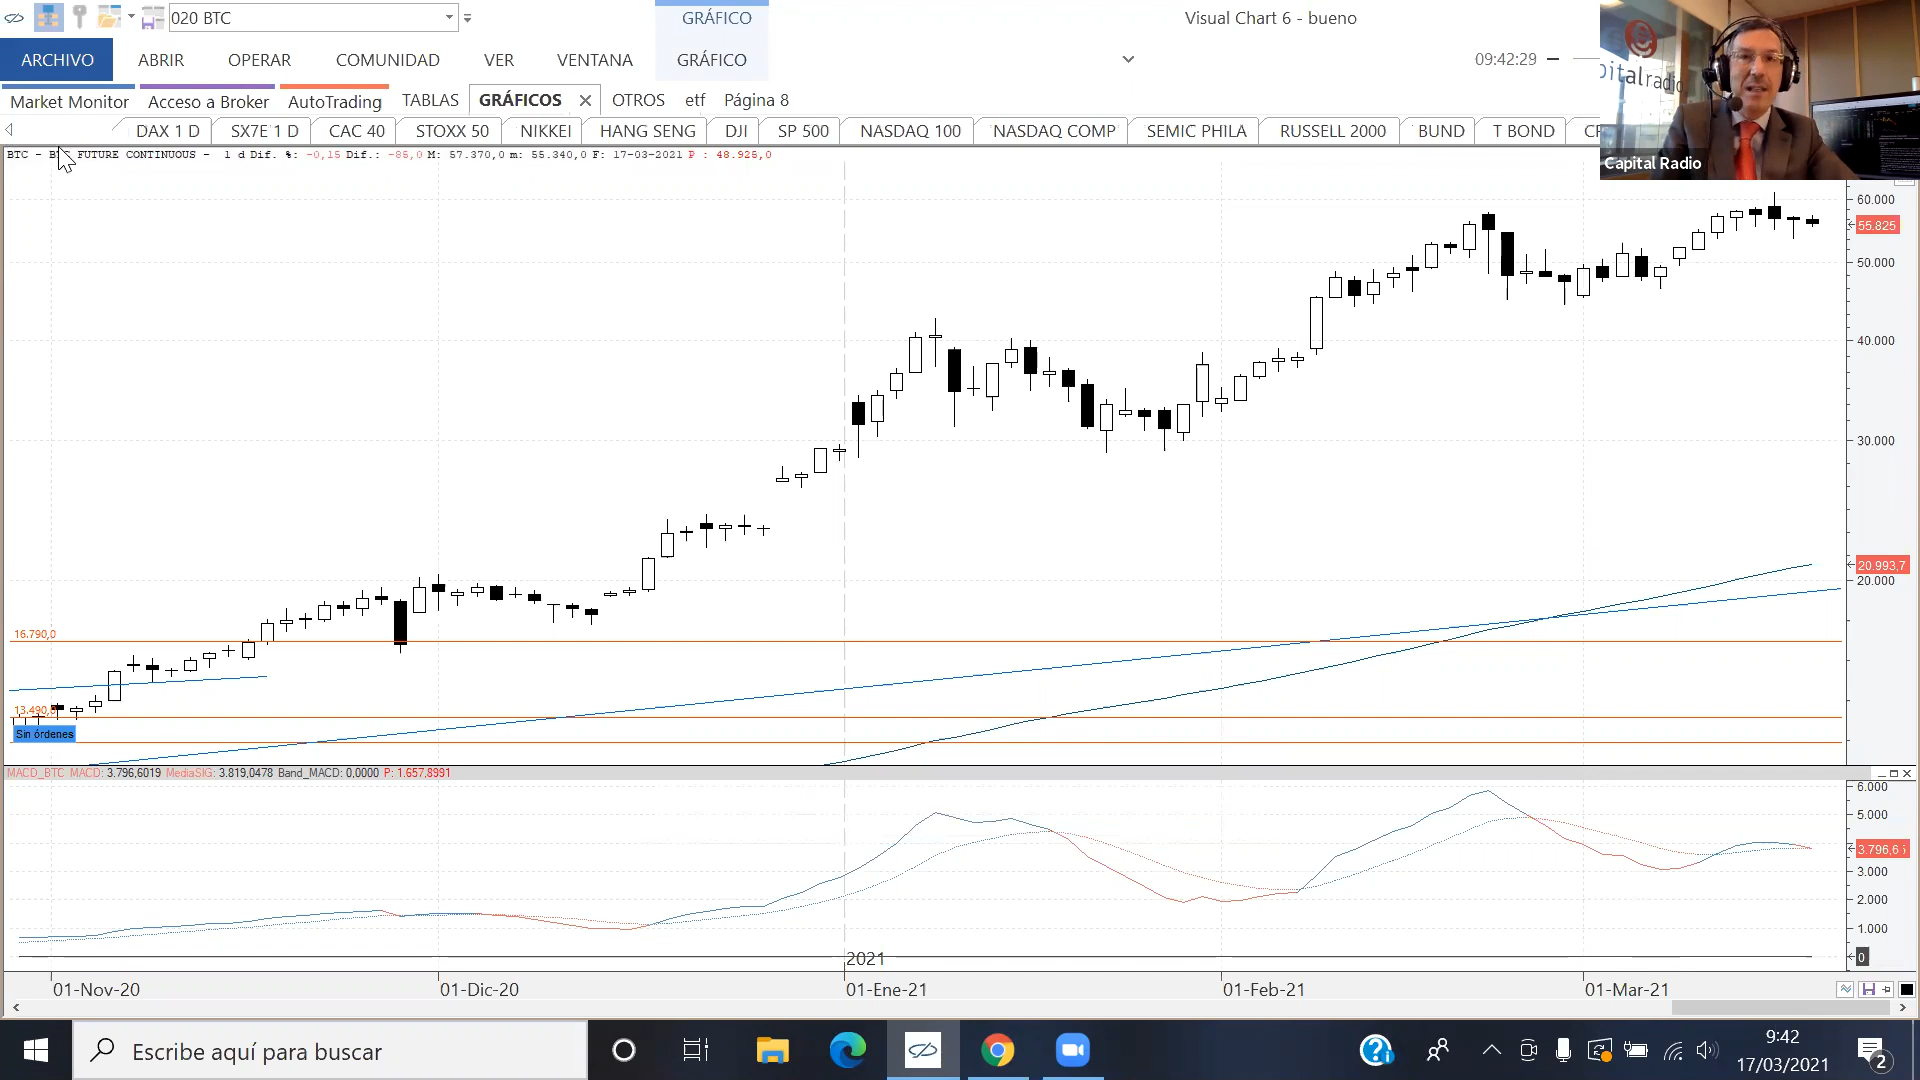 020 BTC
GRÁFICO
Visual Chart 6 - bueno
ARCHIVO ABRIR OPERAR COMUNIDAD VER VENTANA GRÁFICO 09:42:29
Market Monitor Acceso a Broker AutoTrading TABLAS GRÁFICOS OTROS etf Página 8
DAX 1 D SX7E 1 D CAC 40 STOXX 50 NIKKEI HANG SENG DJI SP 500 NASDAQ 100 NASDAQ COMP SEMIC PHILA RUSSELL 2000 BUND T BOND
BTC - FUTURE CONTINUOUS - 1 d Dif. %: -0,15 Dif.: -85,0 M: 57.370,0 m: 55.340,0 F: 17-03-2021 P : 48.925,0
Capital Radio
60.000
55.825
50.000
40.000
30.000
20.993,7
20.000
16.790,0
13.490,0
Sin órdenes
MACD_BTC MACD: 3.796,6019 MediaSIG: 3.819,0478 Band_MACD: 0,0000 P: 1.657,8991
6.000
5.000
3.796,6
3.000
2.000
1.000
0
2021
01-Nov-20 01-Dic-20 01-Ene-21 01-Feb-21 01-Mar-21
Escribe aquí para buscar
9:42
17/03/2021
2